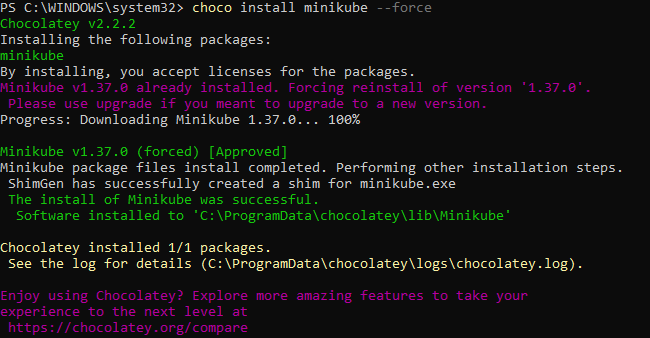 PS C:\WINDOWS\system32> choco install minikube --force
Chocolatey v2.2.2
Installing the following packages:
minikube
By installing, you accept licenses for the packages.
Minikube v1.37.0 already installed. Forcing reinstall of version '1.37.0'.
 Please use upgrade if you meant to upgrade to a new version.
Progress: Downloading Minikube 1.37.0... 100%

Minikube v1.37.0 (forced) [Approved]
Minikube package files install completed. Performing other installation steps.
 ShimGen has successfully created a shim for minikube.exe
 The install of Minikube was successful.
  Software installed to 'C:\ProgramData\chocolatey\lib\Minikube'

Chocolatey installed 1/1 packages.
 See the log for details (C:\ProgramData\chocolatey\logs\chocolatey.log).

Enjoy using Chocolatey? Explore more amazing features to take your
experience to the next level at
 https://chocolatey.org/compare